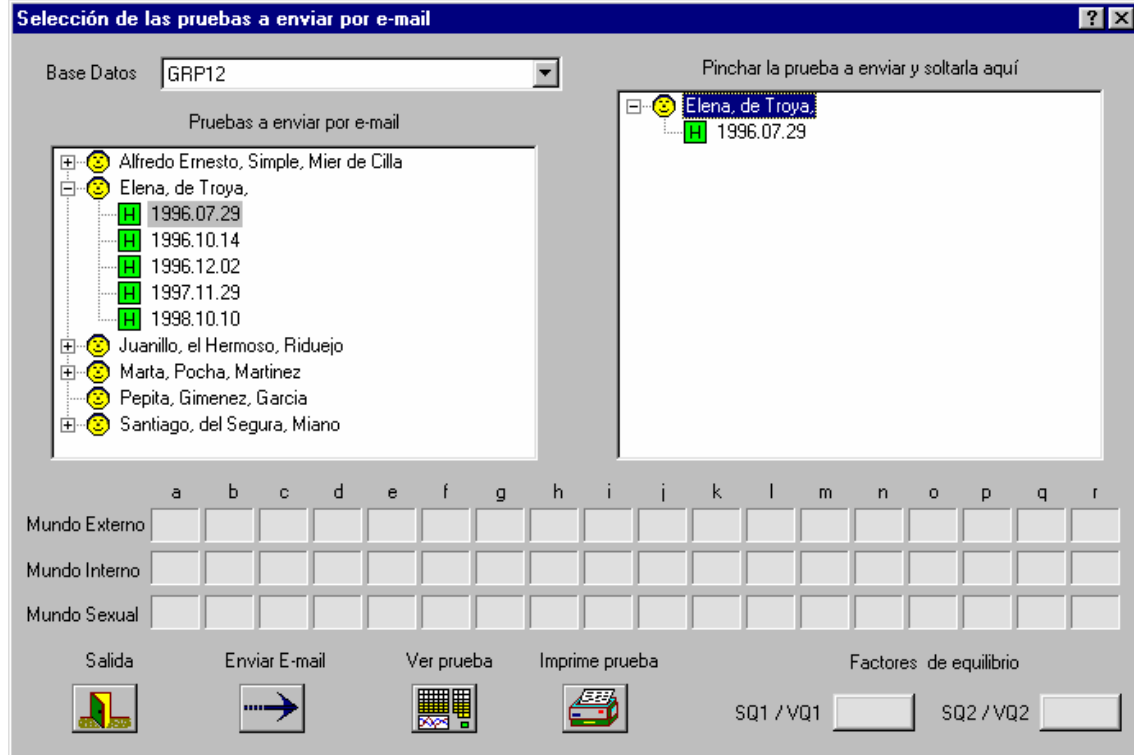 Selección de las pruebas a enviar por e-mail
Base Datos GRP12
Pruebas a enviar por e-mail
Alfredo Ernesto, Simple, Mier de Cilla
Elena, de Troya,
H 1996.07.29
H 1996.10.14
H 1996.12.02
H 1997.11.29
H 1998.10.10
Juanillo, el Hermoso, Riduejo
Marta, Pocha, Martinez
Pepita, Gimenez, Garcia
Santiago, del Segura, Miano
Pinchar la prueba a enviar y soltarla aquí
Elena, de Troya,
H 1996.07.29
a b c d e f g h i j k l m n o p q r
Mundo Externo
Mundo Interno
Mundo Sexual
Salida Enviar E-mail Ver prueba Imprime prueba Factores de equilibrio
SQ1 / VQ1 SQ2 / VQ2